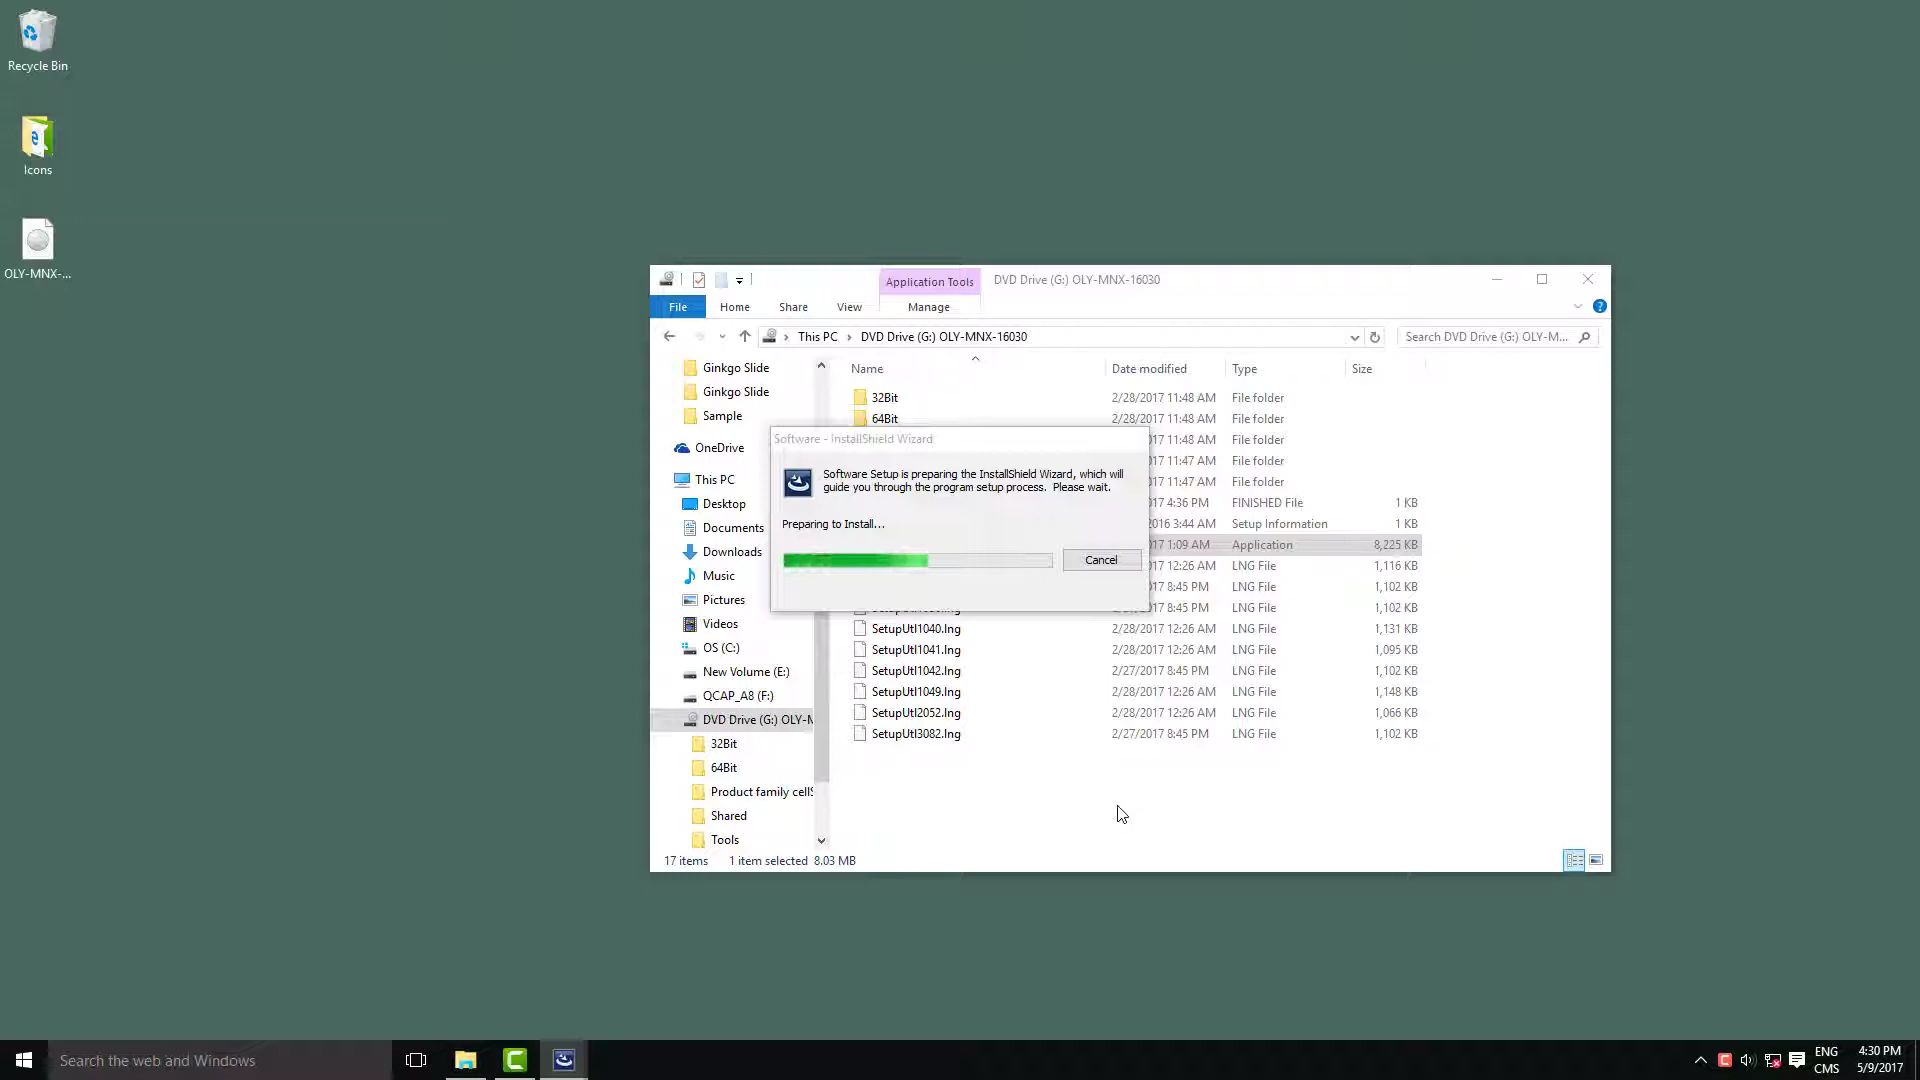 Recycle Bin
Icons
OLY-MNX-...
Application Tools
DVD Drive (G:) OLY-MNX-16030
File
Home
Share
View
Manage
This PC
DVD Drive (G:) OLY-MNX-16030
Search DVD Drive (G:) OLY-M...
Ginkgo Slide
Ginkgo Slide
Sample
OneDrive
This PC
Desktop
Documents
Downloads
Music
Pictures
Videos
OS (C:)
New Volume (E:)
QCAP_A8 (F:)
DVD Drive (G:) OLY-M
32Bit
64Bit
Product family cellS
Shared
Tools
Name
Date modified
Type
Size
32Bit
2/28/2017 11:48 AM
File folder
64Bit
2/28/2017 11:48 AM
File folder
11:48 AM
File folder
11:47 AM
File folder
11:47 AM
File folder
17 4:36 PM
FINISHED File
1 KB
2016 3:44 AM
Setup Information
1 KB
17 1:09 AM
Application
8,225 KB
17 12:26 AM
LNG File
1,116 KB
17 8:45 PM
LNG File
1,102 KB
17 8:45 PM
LNG File
1,102 KB
SetupUtl1040.lng
2/28/2017 12:26 AM
LNG File
1,131 KB
SetupUtl1041.lng
2/28/2017 12:26 AM
LNG File
1,095 KB
SetupUtl1042.lng
2/27/2017 8:45 PM
LNG File
1,102 KB
SetupUtl1049.lng
2/28/2017 12:26 AM
LNG File
1,148 KB
SetupUtl2052.lng
2/28/2017 12:26 AM
LNG File
1,066 KB
SetupUtl3082.lng
2/27/2017 8:45 PM
LNG File
1,102 KB
Software - InstallShield Wizard
Software Setup is preparing the InstallShield Wizard, which will
guide you through the program setup process. Please wait.
Preparing to Install...
Cancel
17 items
1 item selected 8.03 MB
Search the web and Windows
ENG
CMS
4:30 PM
5/9/2017